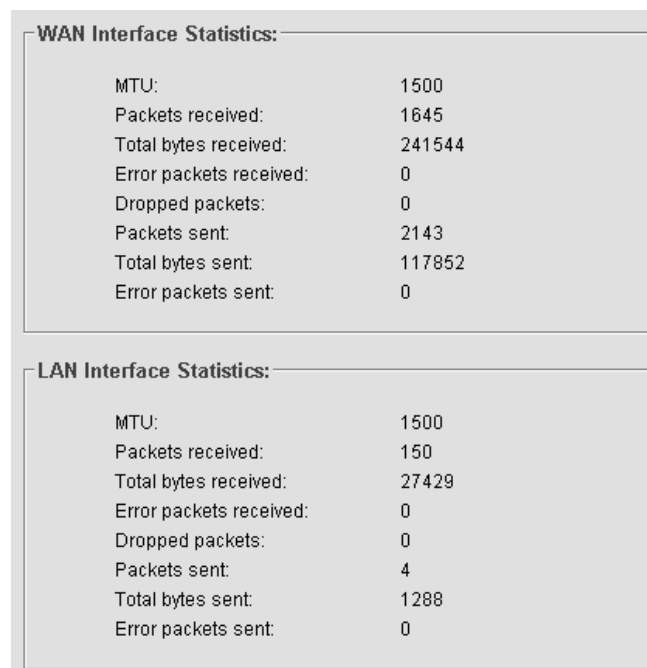 WAN Interface Statistics:
MTU: 1500
Packets received: 1645
Total bytes received: 241544
Error packets received: 0
Dropped packets: 0
Packets sent: 2143
Total bytes sent: 117852
Error packets sent: 0
LAN Interface Statistics:
MTU: 1500
Packets received: 150
Total bytes received: 27429
Error packets received: 0
Dropped packets: 0
Packets sent: 4
Total bytes sent: 1288
Error packets sent: 0